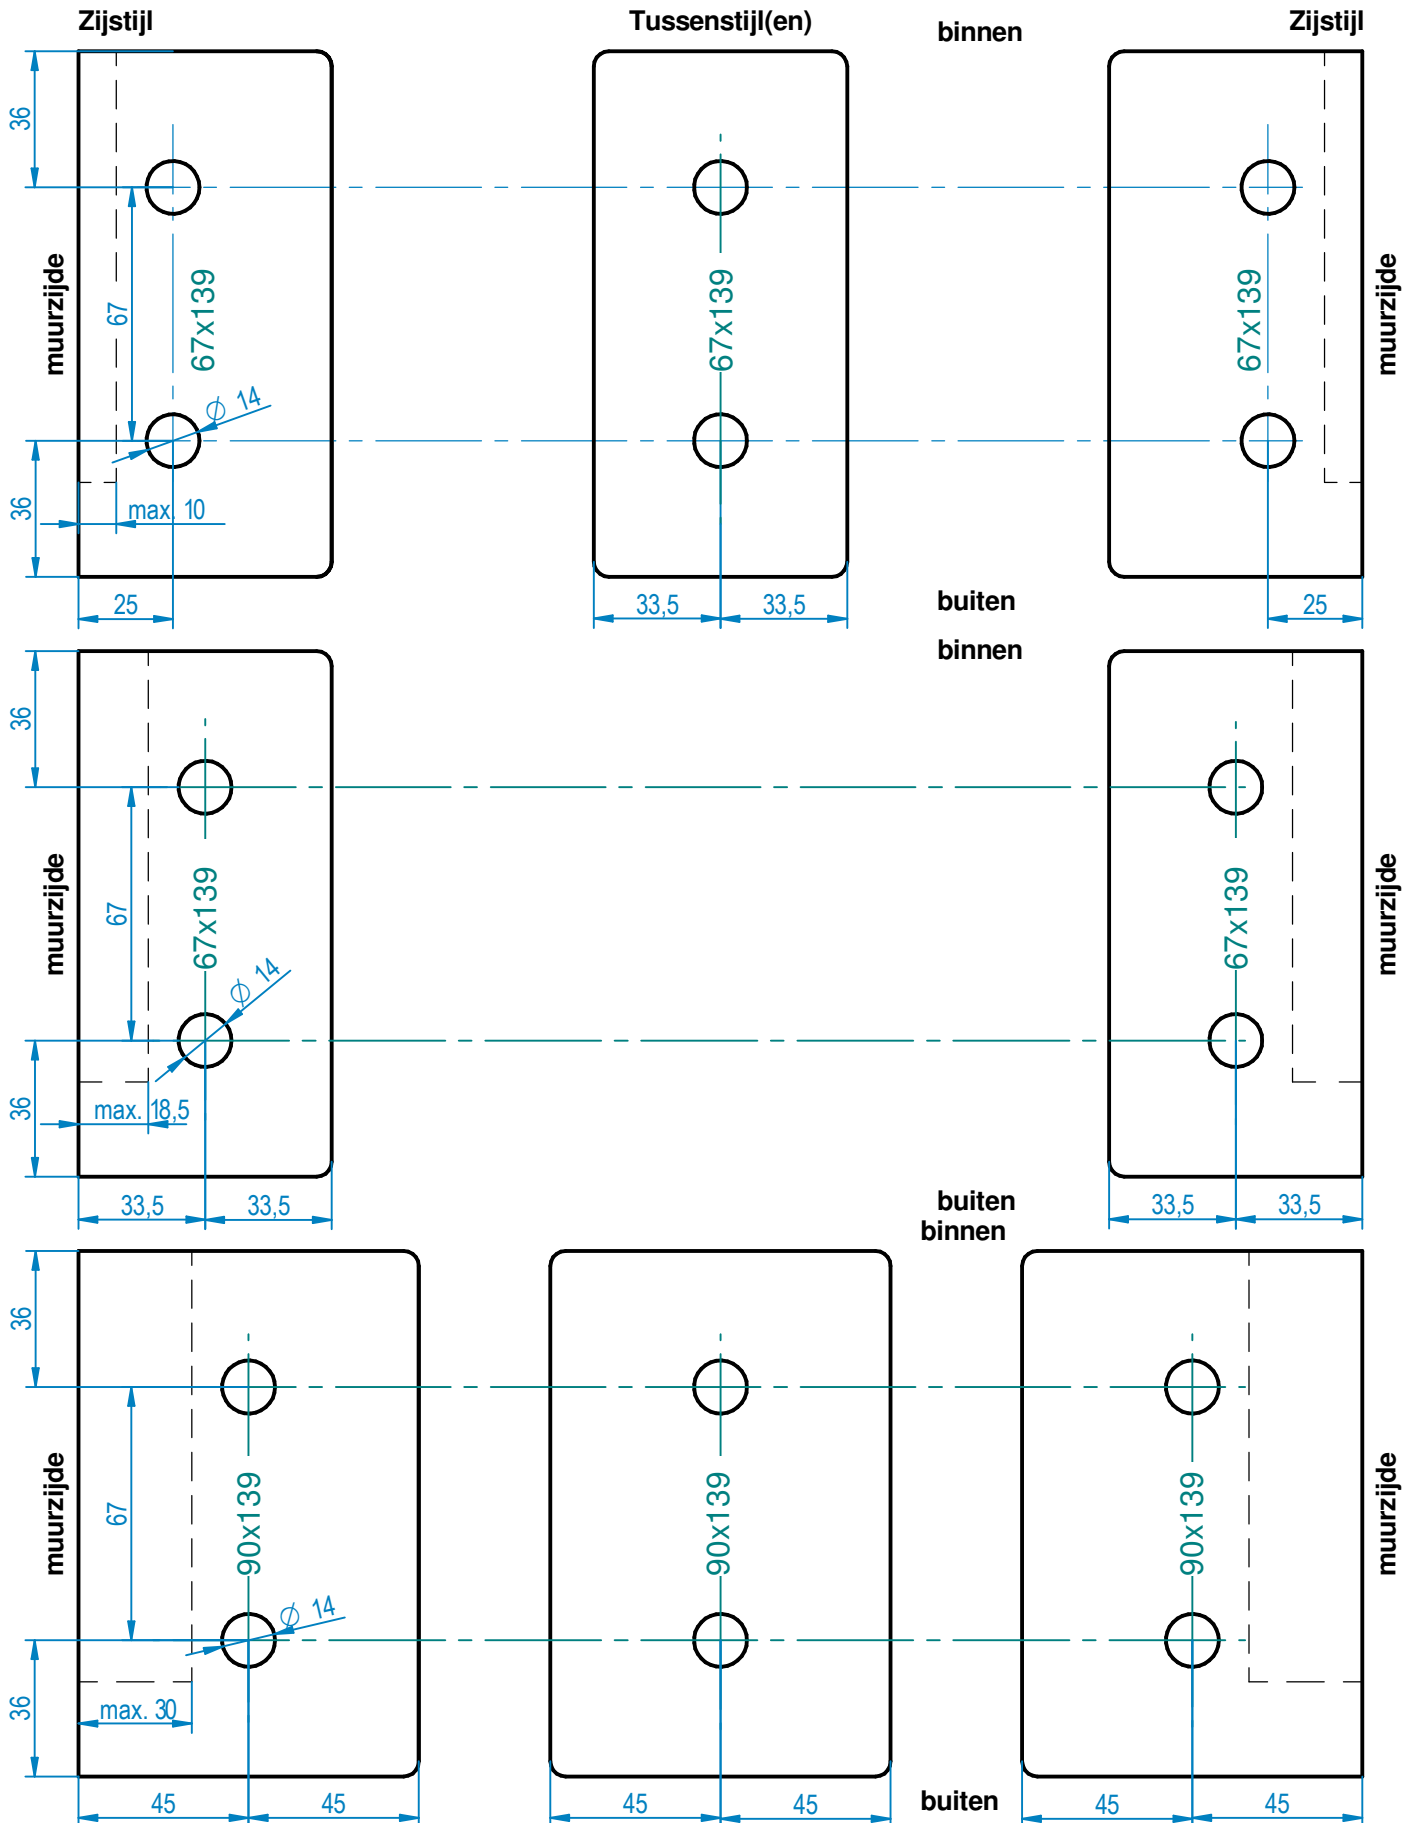 Zijstijl Tussenstijl(en) binnen Zijstijl
36
muurzijde 67 67x139 67x139 67x139 muurzijde
Ø 14
36 max. 10
25 33,5 33,5 buiten 25
binnen
36
muurzijde 67 67x139 67x139 muurzijde
Ø 14
36 max. 18,5
33,5 33,5 buiten 33,5 33,5
binnen
36
muurzijde 67 90x139 90x139 90x139 muurzijde
Ø 14
36 max. 30
45 45 45 45 buiten 45 45